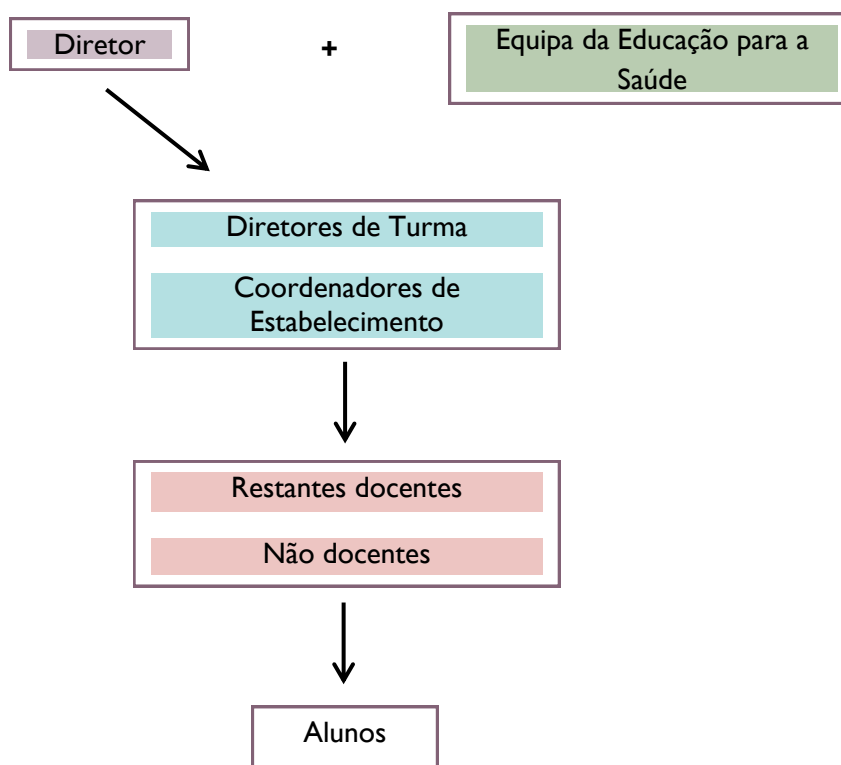 Diretor
+
Equipa da Educação para a
Saúde
Diretores de Turma
Coordenadores de
Estabelecimento
Restantes docentes
Não docentes
Alunos